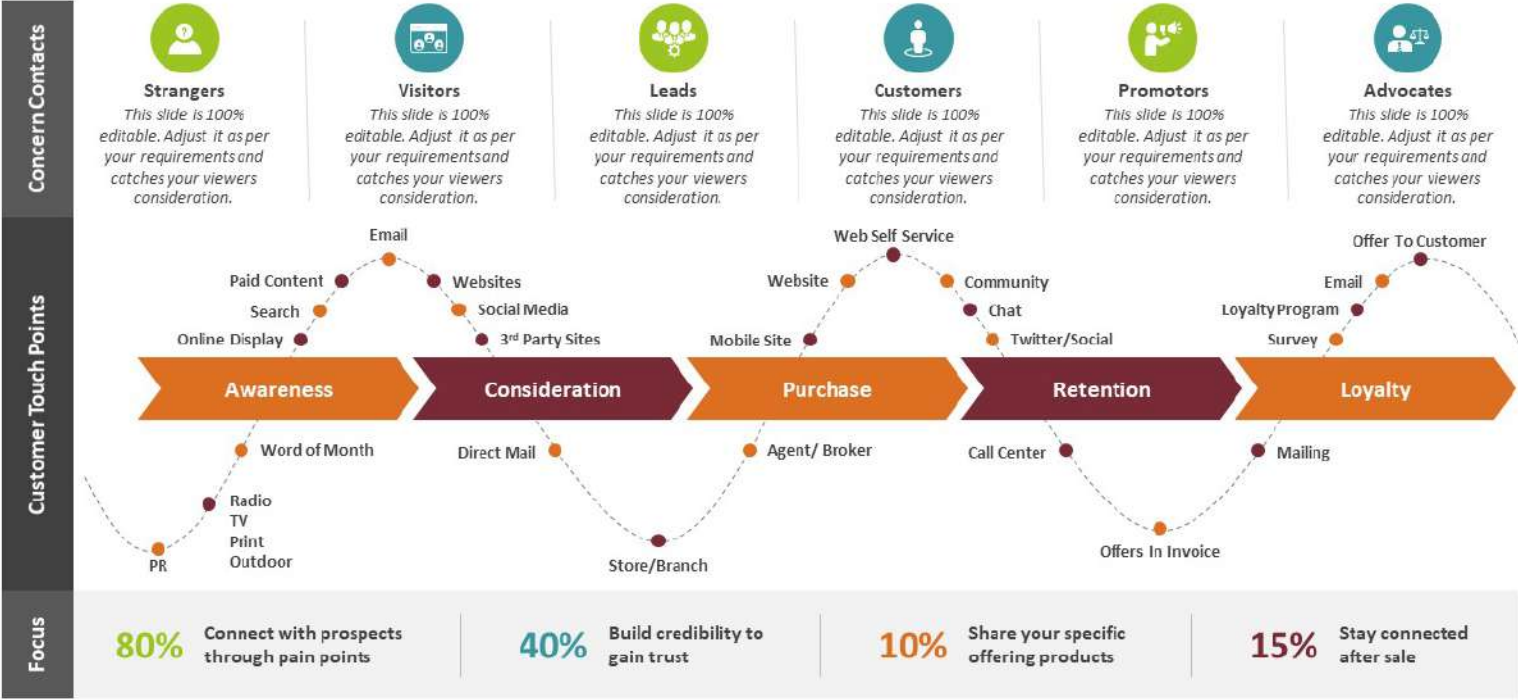 Concern Contacts
Strangers
This slide is 100%
editable. Adjust it as per
your requirements and
catches your viewers
consideration.
Visitors
This slide is 100%
editable. Adjust it as per
your requirements and
catches your viewers
consideration.
Leads
This slide is 100%
editable. Adjust it as per
your requirements and
catches your viewers
consideration.
Customers
This slide is 100%
editable. Adjust it as per
your requirements and
catches your viewers
consideration.
Promotors
This slide is 100%
editable. Adjust it as per
your requirements and
catches your viewers
consideration.
Advocates
This slide is 100%
editable. Adjust it as per
your requirements and
catches your viewers
consideration.
Customer Touch Points
Email
Paid Content
Websites
Search
Social Media
Online Display
3rd Party Sites
Web Self Service
Website
Community
Chat
Mobile Site
Twitter/Social
Offer To Customer
Email
Loyalty Program
Survey
Awareness
Consideration
Purchase
Retention
Loyalty
Word of Month
Radio
TV
Print
Outdoor
PR
Direct Mail
Store/Branch
Agent/ Broker
Call Center
Offers In Invoice
Mailing
Focus
80%
Connect with prospects
through pain points
40%
Build credibility to
gain trust
10%
Share your specific
offering products
15%
Stay connected
after sale